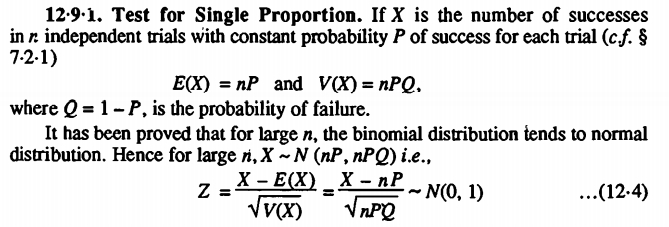 12·9·1. Test for Single Proportion. If X is the number of successes
in n independent trials with constant probability P of success for each trial (c.f. §
7·2·1)
E(X) = nP and V(X) = nPQ,
where Q = 1 – P, is the probability of failure.
It has been proved that for large n, the binomial distribution tends to normal
distribution. Hence for large n, X ~ N (nP, nPQ) i.e.,
Z = (X – E(X))/√V(X) = (X – nP)/√nPQ ~ N(0, 1) ...(12·4)